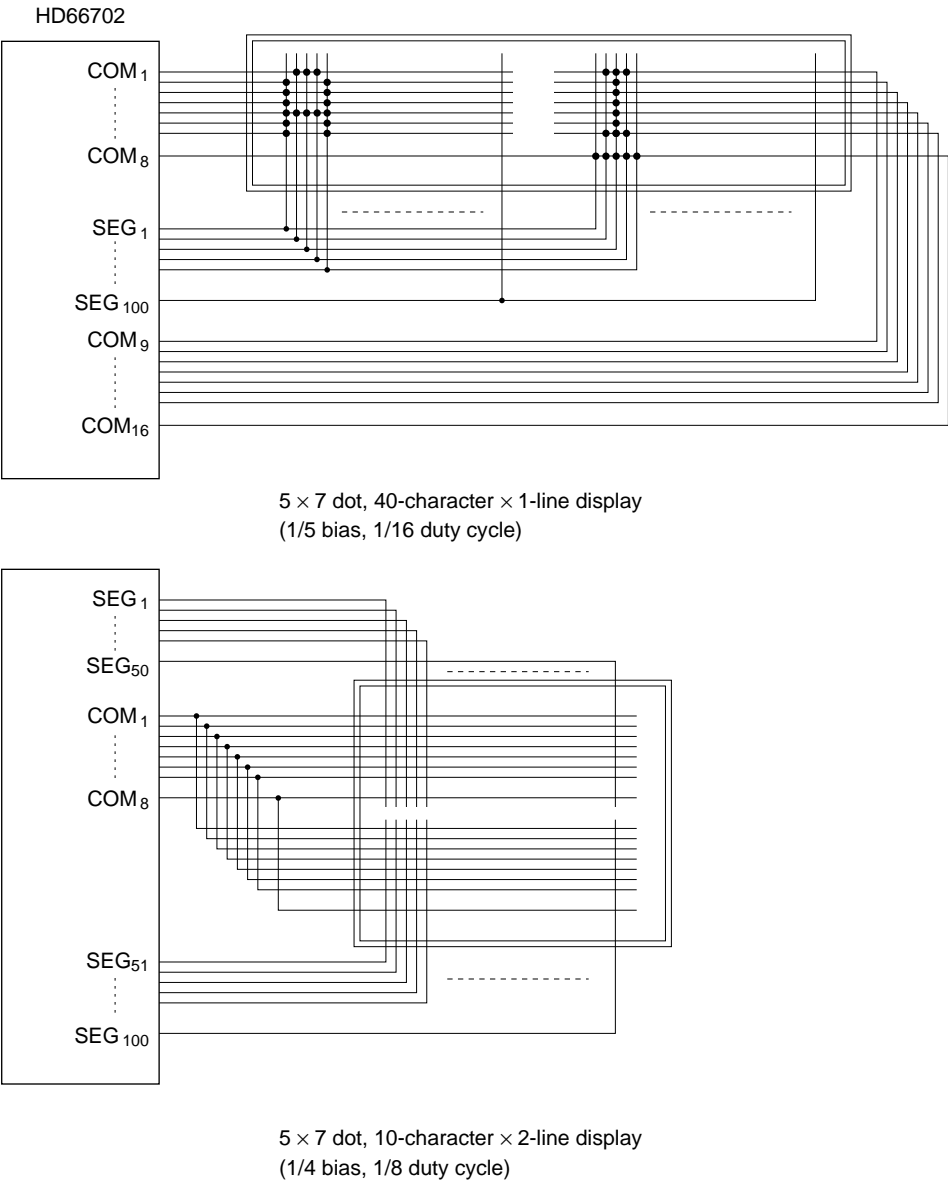 HD66702
COM1
COM8
SEG1
SEG100
COM9
COM16
5 × 7 dot, 40-character × 1-line display
(1/5 bias, 1/16 duty cycle)
SEG1
SEG50
COM1
COM8
SEG51
SEG100
5 × 7 dot, 10-character × 2-line display
(1/4 bias, 1/8 duty cycle)